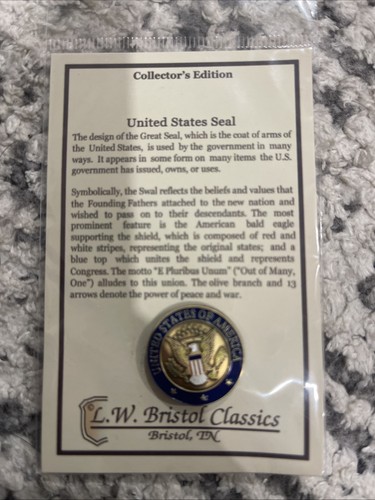 Collector's Edition
United States Seal
The design of the Great Seal, which is the coat of arms of
the United States, is used by the government in many
ways. It appears in some form on many items the U.S.
government has issued, owns, or uses.
Symbolically, the Swal reflects the beliefs and values that
the Founding Fathers attached to the new nation and
wished to pass on to their descendants. The most
prominent feature is the American bald eagle
supporting the shield, which is composed of red and
white stripes, representing the original states; and a
blue top which unites the shield and represents
Congress. The motto "E Pluribus Unum" ("Out of Many,
One") alludes to this union. The olive branch and 13
arrows denote the power of peace and war.
UNITED STATES OF AMERICA
L.W. Bristol Classics
Bristol, TN